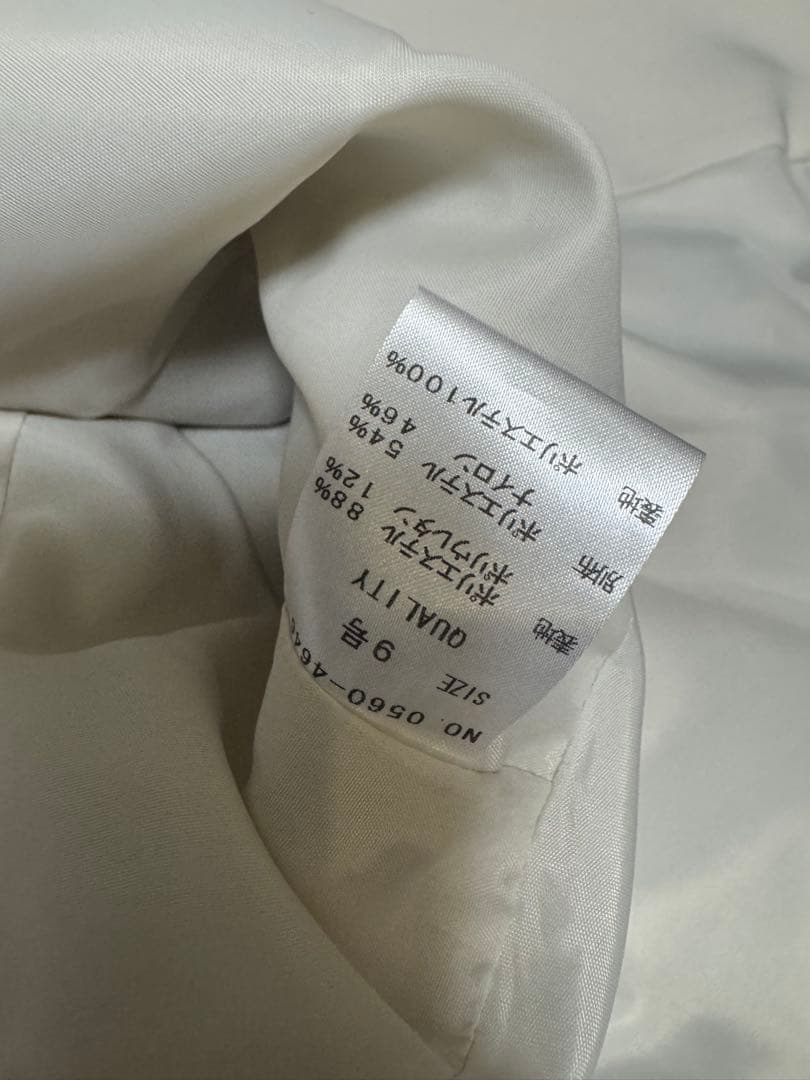 NO. 0560-464
SIZE 9号
QUALITY
表地 ポリエステル 88%
ポリウレタン 12%
別布 ポリエステル 54%
ナイロン 46%
表地 ポリエステル100%